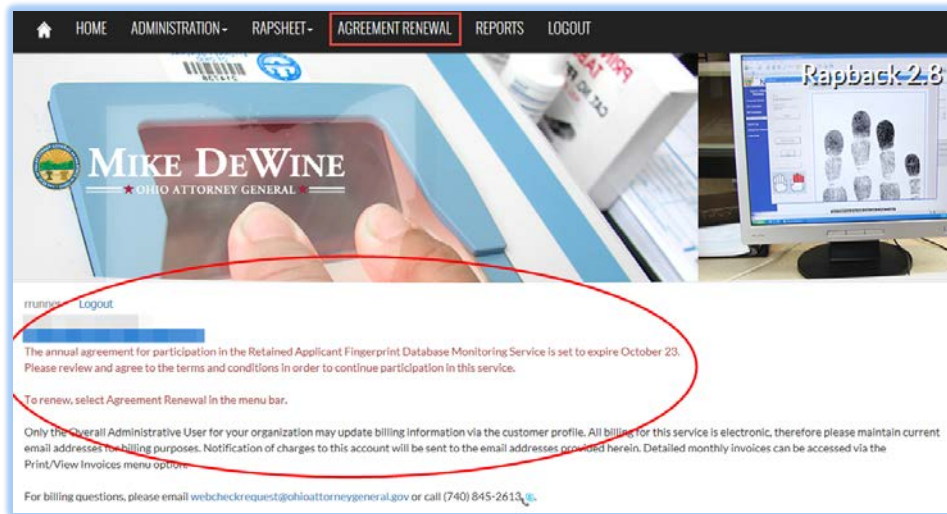 HOME ADMINISTRATION RAPSHEET AGREEMENT RENEWAL REPORTS LOGOUT
Rapback 2.8
MIKE DEWINE
OHIO ATTORNEY GENERAL
rrunner Logout
The annual agreement for participation in the Retained Applicant Fingerprint Database Monitoring Service is set to expire October 23.
Please review and agree to the terms and conditions in order to continue participation in this service.
To renew, select Agreement Renewal in the menu bar.
Only the Overall Administrative User for your organization may update billing information via the customer profile. All billing for this service is electronic, therefore please maintain current
email addresses for billing purposes. Notification of charges to this account will be sent to the email addresses provided herein. Detailed monthly invoices can be accessed via the
Print/View Invoices menu option.
For billing questions, please email webcheckrequest@ohioattorneygeneral.gov or call (740) 845-2613.